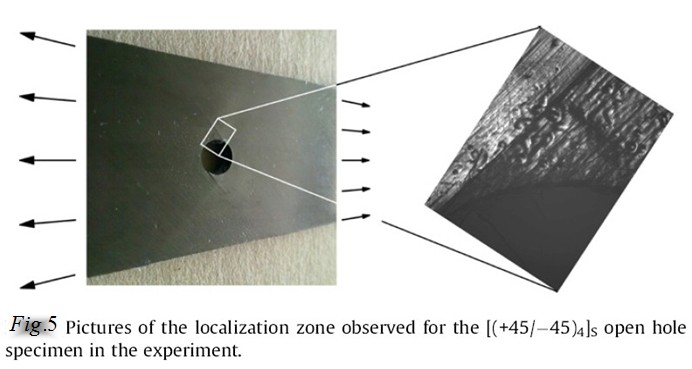 Fig.5 Pictures of the localization zone observed for the [(+45/−45)₄]s open hole
specimen in the experiment.